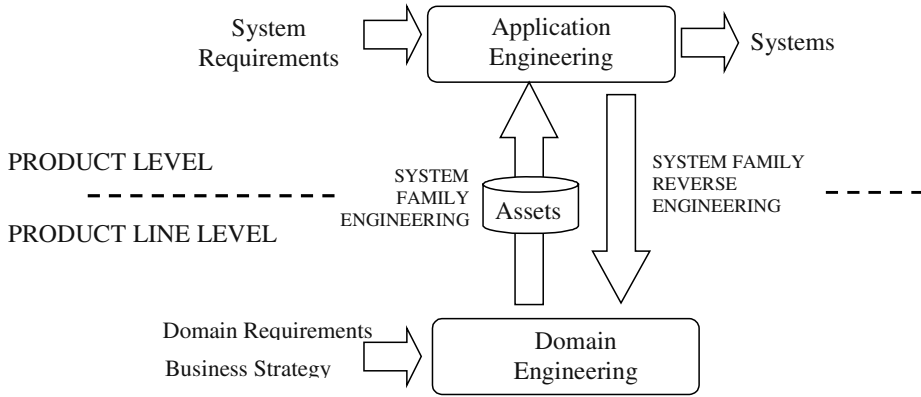 System
Requirements
Application
Engineering
Systems
PRODUCT LEVEL
SYSTEM
FAMILY
ENGINEERING
Assets
SYSTEM FAMILY
REVERSE
ENGINEERING
PRODUCT LINE LEVEL
Domain Requirements
Business Strategy
Domain
Engineering